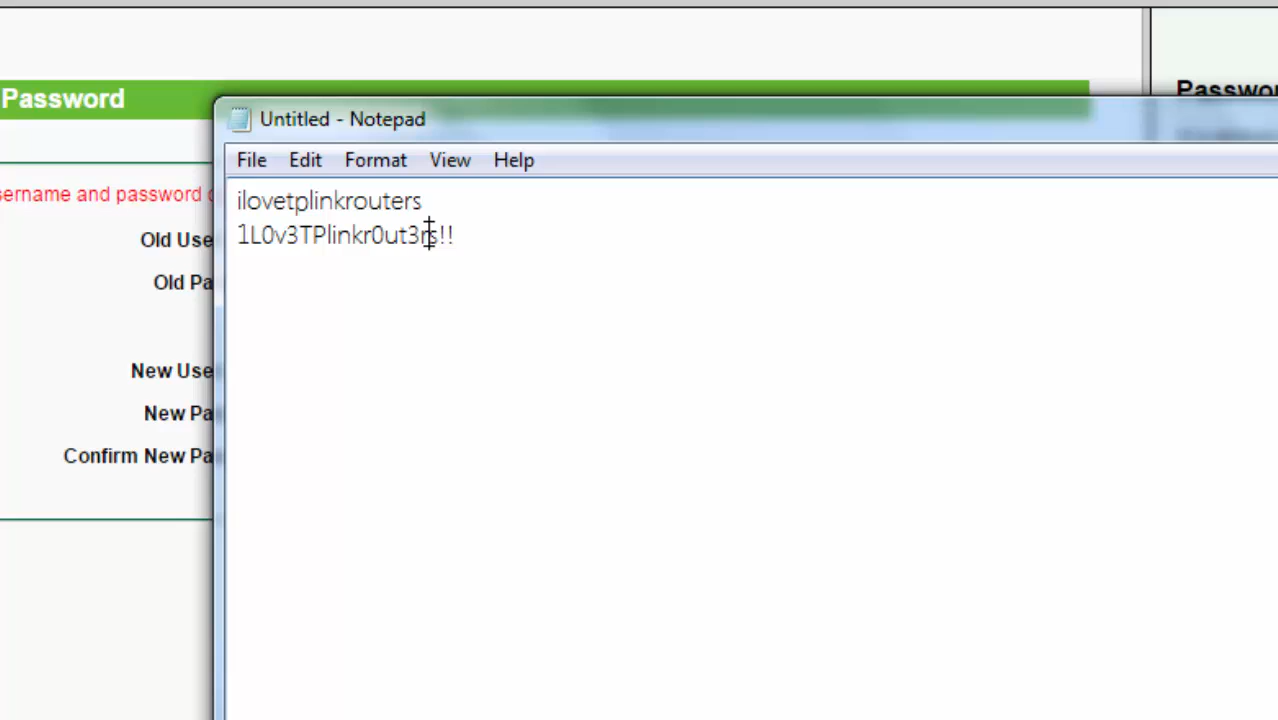 Password
Passwo
Untitled - Notepad
File Edit Format View Help
sername and password
ilovetplinkrouters
1L0v3TPlinkr0ut3rs!!
Old Use
Old Pa
New Use
New Pa
Confirm New Pa